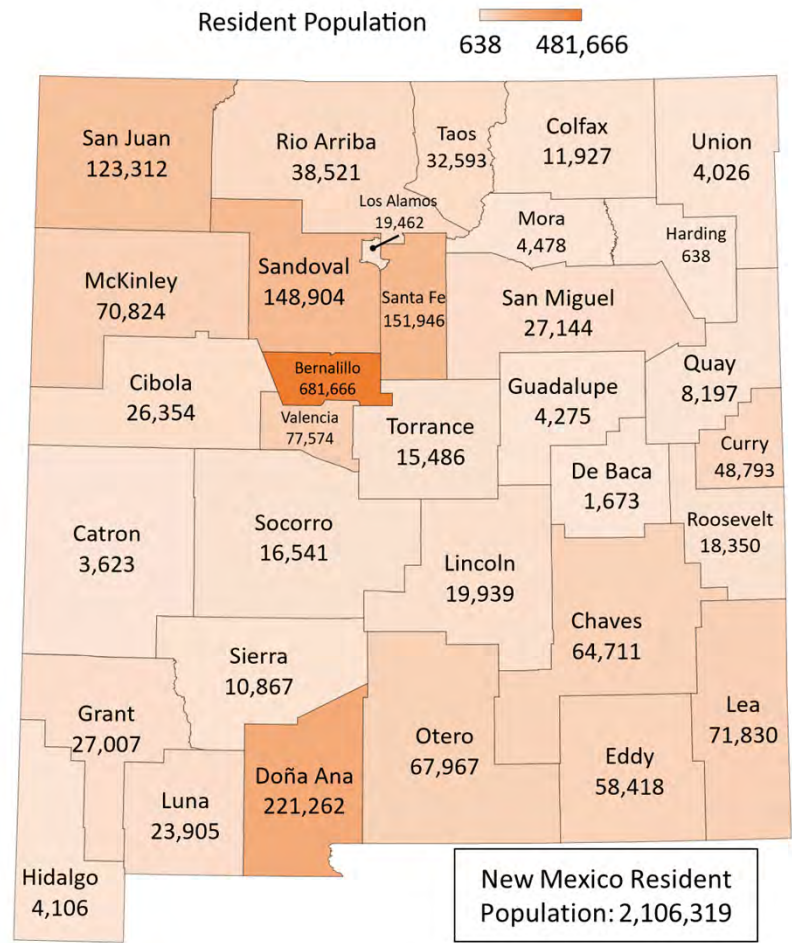 Resident Population
638 481,666
San Juan
123,312
Rio Arriba
38,521
Taos
32,593
Colfax
11,927
Union
4,026
Los Alamos
19,462
Mora
4,478
Harding
638
McKinley
70,824
Sandoval
148,904
Santa Fe
151,946
San Miguel
27,144
Cibola
26,354
Bernalillo
681,666
Valencia
77,574
Torrance
15,486
Guadalupe
4,275
Quay
8,197
Curry
48,793
De Baca
1,673
Roosevelt
18,350
Catron
3,623
Socorro
16,541
Lincoln
19,939
Chaves
64,711
Sierra
10,867
Grant
27,007
Otero
67,967
Lea
71,830
Eddy
58,418
Doña Ana
221,262
Luna
23,905
Hidalgo
4,106
New Mexico Resident
Population: 2,106,319